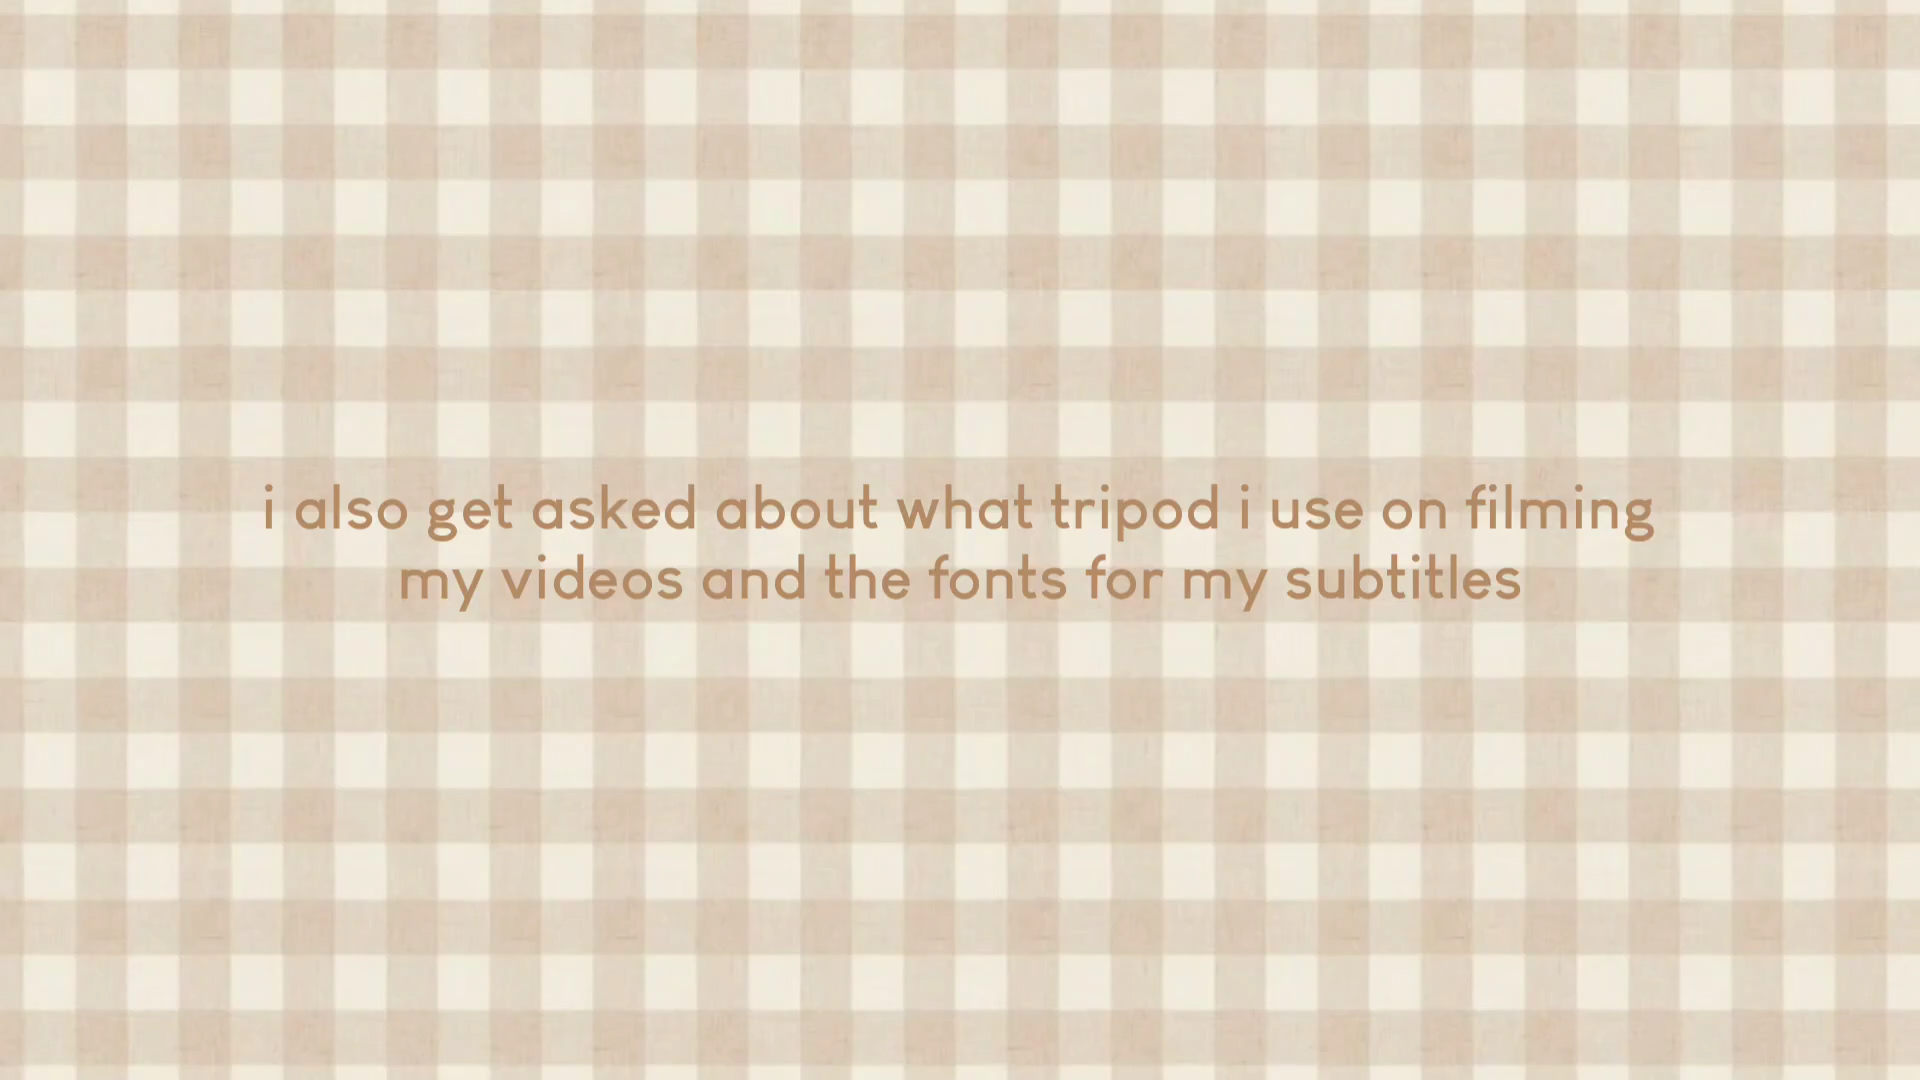 i also get asked about what tripod i use on filming
my videos and the fonts for my subtitles